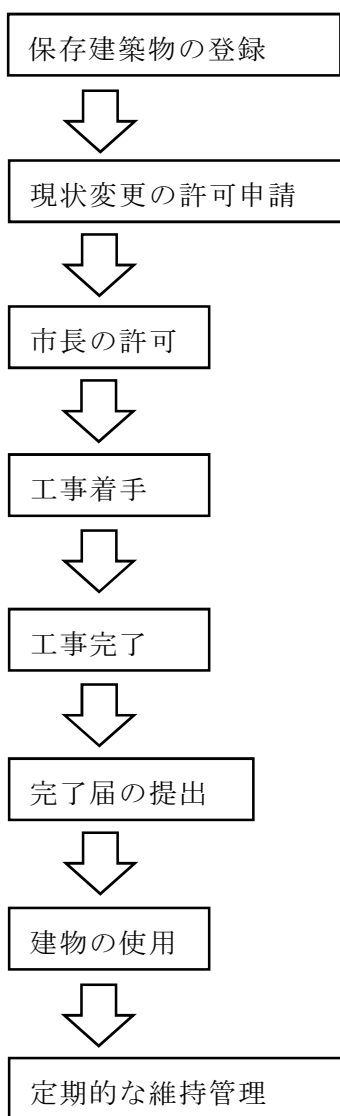 保存建築物の登録
現状変更の許可申請
市長の許可
工事着手
工事完了
完了届の提出
建物の使用
定期的な維持管理